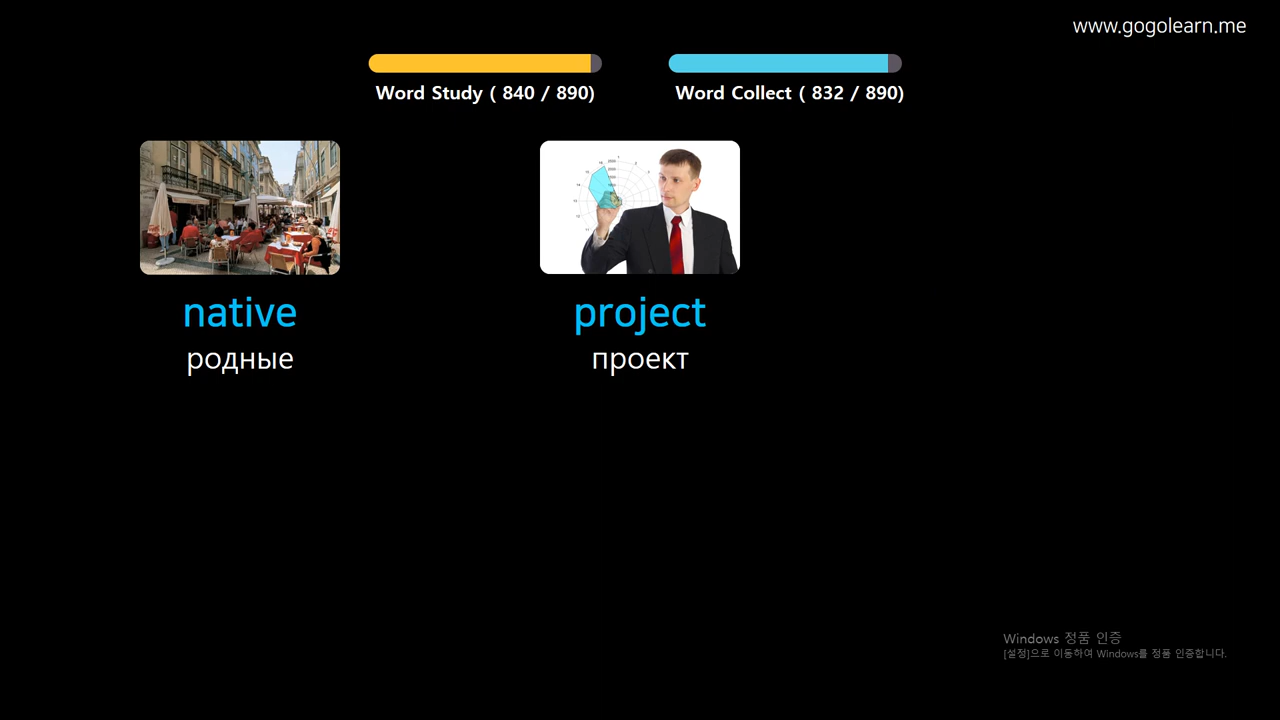 www.gogolearn.me
Word Study ( 840 / 890)
Word Collect ( 832 / 890)
native
родные
project
проект
Windows 정품 인증
[설정]으로 이동하여 Windows를 정품 인증합니다.